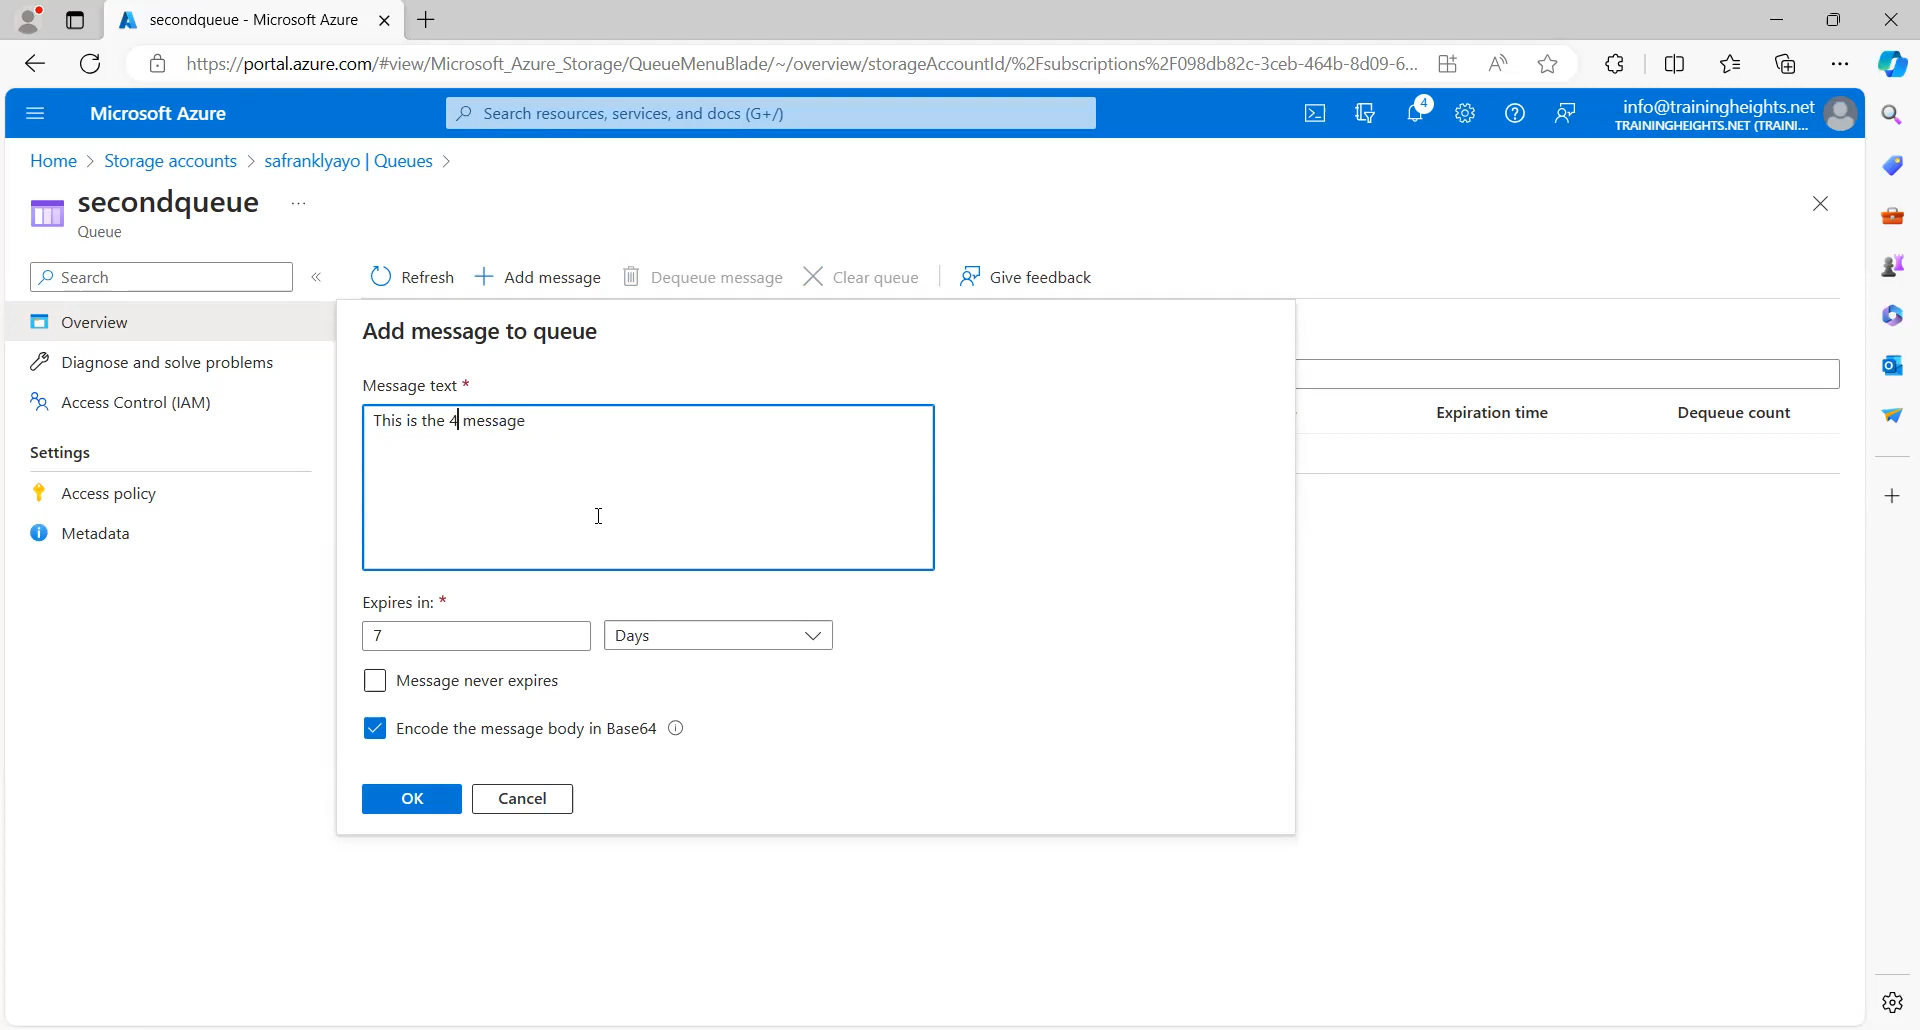 secondqueue - Microsoft Azure
https://portal.azure.com/#view/Microsoft_Azure_Storage/QueueMenuBlade/~/overview/storageAccountId/%2Fsubscriptions%2F098db82c-3ceb-464b-8d09-6...
Microsoft Azure
Search resources, services, and docs (G+/)
4
info@trainingheights.net
TRAININGHEIGHTS.NET (TRAINI...
Home > Storage accounts > safranklyayo | Queues >
secondqueue ...
Queue
Search
Refresh
Add message
Dequeue message
Clear queue
Give feedback
Overview
Diagnose and solve problems
Access Control (IAM)
Settings
Access policy
Metadata
Add message to queue
Message text *
This is the 4 message
Expires in: *
7
Days
Message never expires
Encode the message body in Base64
OK
Cancel
Expiration time
Dequeue count